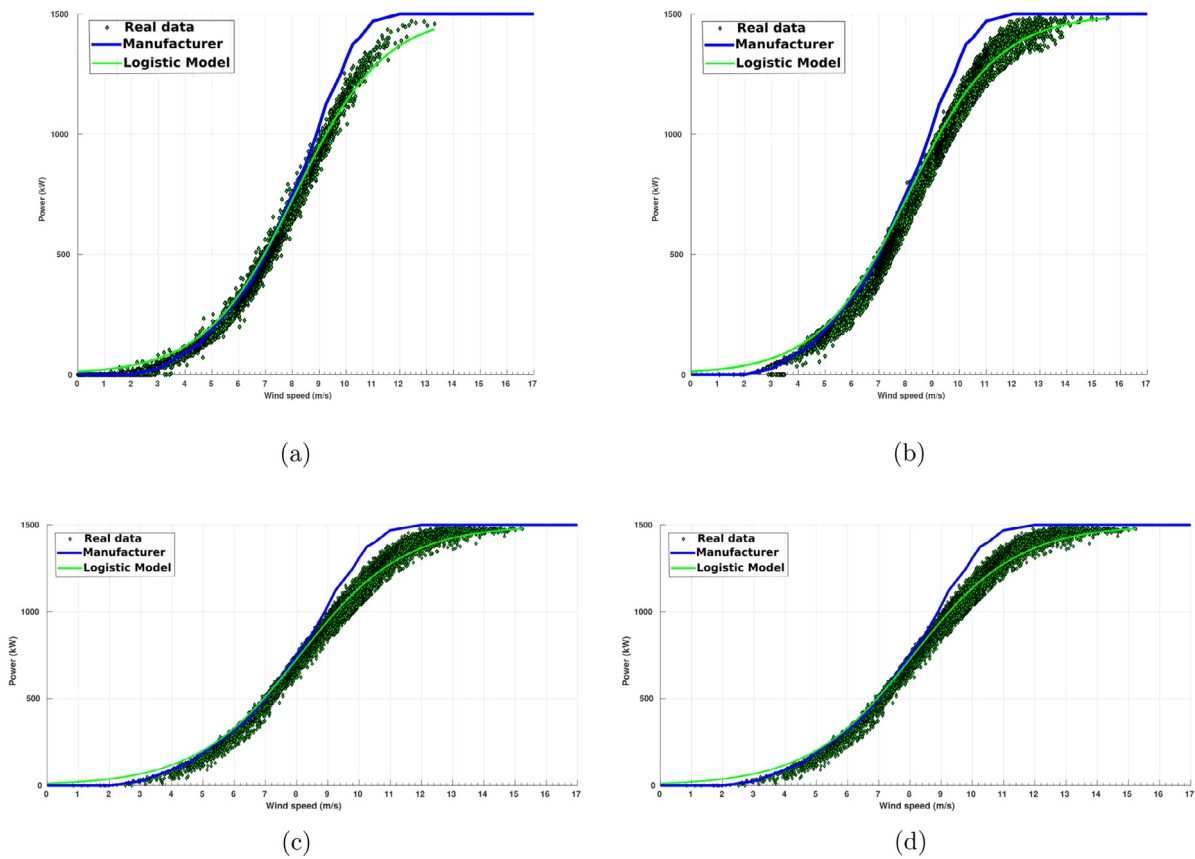 Real data
Manufacturer
Logistic Model
1500
1000
500
0
Power (kW)
0 1 2 3 4 5 6 7 8 9 10 11 12 13 14 15 16 17
Wind speed (m/s)
(a)
Real data
Manufacturer
Logistic Model
1500
1000
500
0
Power (kW)
0 1 2 3 4 5 6 7 8 9 10 11 12 13 14 15 16 17
Wind speed (m/s)
(b)
Real data
Manufacturer
Logistic Model
1500
1000
500
0
Power (kW)
0 1 2 3 4 5 6 7 8 9 10 11 12 13 14 15 16 17
Wind speed (m/s)
(c)
Real data
Manufacturer
Logistic Model
1500
1000
500
0
Power (kW)
0 1 2 3 4 5 6 7 8 9 10 11 12 13 14 15 16 17
Wind speed (m/s)
(d)